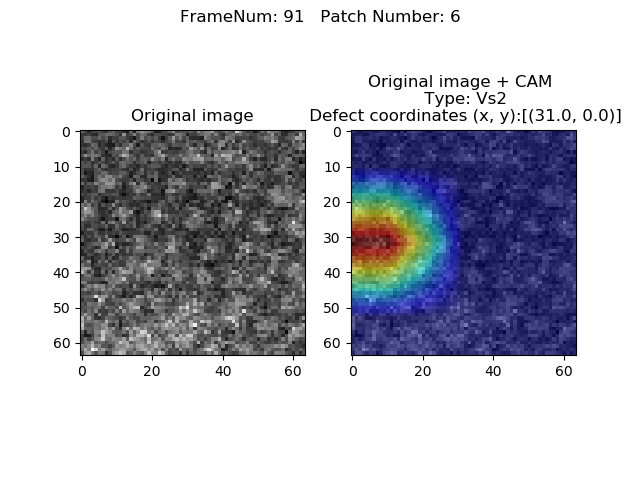 FrameNum: 91   Patch Number: 6
Original image
0
10
20
30
40
50
60
0 20 40 60
Original image + CAM
Type: Vs2
Defect coordinates (x, y):[(31.0, 0.0)]
0
10
20
30
40
50
60
0 20 40 60